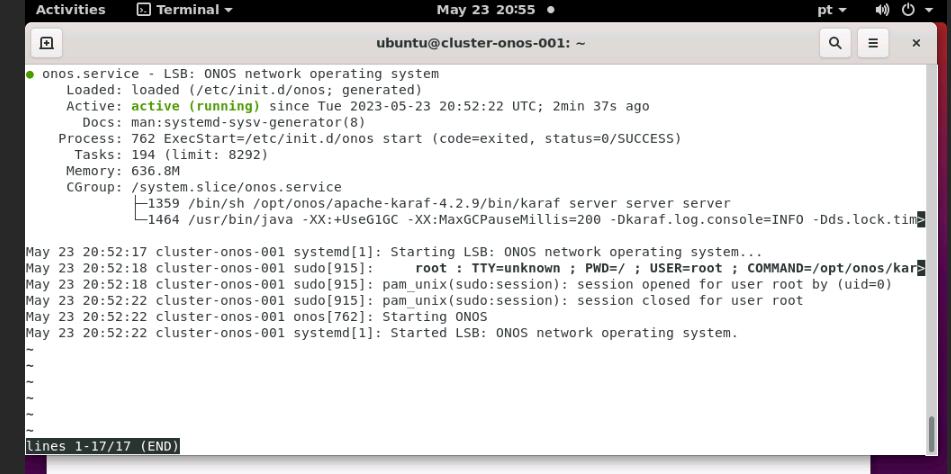 Activities Terminal May 23 20:55 pt
ubuntu@cluster-onos-001: ~
● onos.service - LSB: ONOS network operating system
Loaded: loaded (/etc/init.d/onos; generated)
Active: active (running) since Tue 2023-05-23 20:52:22 UTC; 2min 37s ago
Docs: man:systemd-sysv-generator(8)
Process: 762 ExecStart=/etc/init.d/onos start (code=exited, status=0/SUCCESS)
Tasks: 194 (limit: 8292)
Memory: 636.8M
CGroup: /system.slice/onos.service
├─1359 /bin/sh /opt/onos/apache-karaf-4.2.9/bin/karaf server server server
└─1464 /usr/bin/java -XX:+UseG1GC -XX:MaxGCPauseMillis=200 -Dkaraf.log.console=INFO -Dds.lock.tim>
May 23 20:52:17 cluster-onos-001 systemd[1]: Starting LSB: ONOS network operating system...
May 23 20:52:18 cluster-onos-001 sudo[915]: root : TTY=unknown ; PWD=/ ; USER=root ; COMMAND=/opt/onos/kar>
May 23 20:52:18 cluster-onos-001 sudo[915]: pam_unix(sudo:session): session opened for user root by (uid=0)
May 23 20:52:22 cluster-onos-001 sudo[915]: pam_unix(sudo:session): session closed for user root
May 23 20:52:22 cluster-onos-001 onos[762]: Starting ONOS
May 23 20:52:22 cluster-onos-001 systemd[1]: Started LSB: ONOS network operating system.
~
~
~
~
~
~
lines 1-17/17 (END)